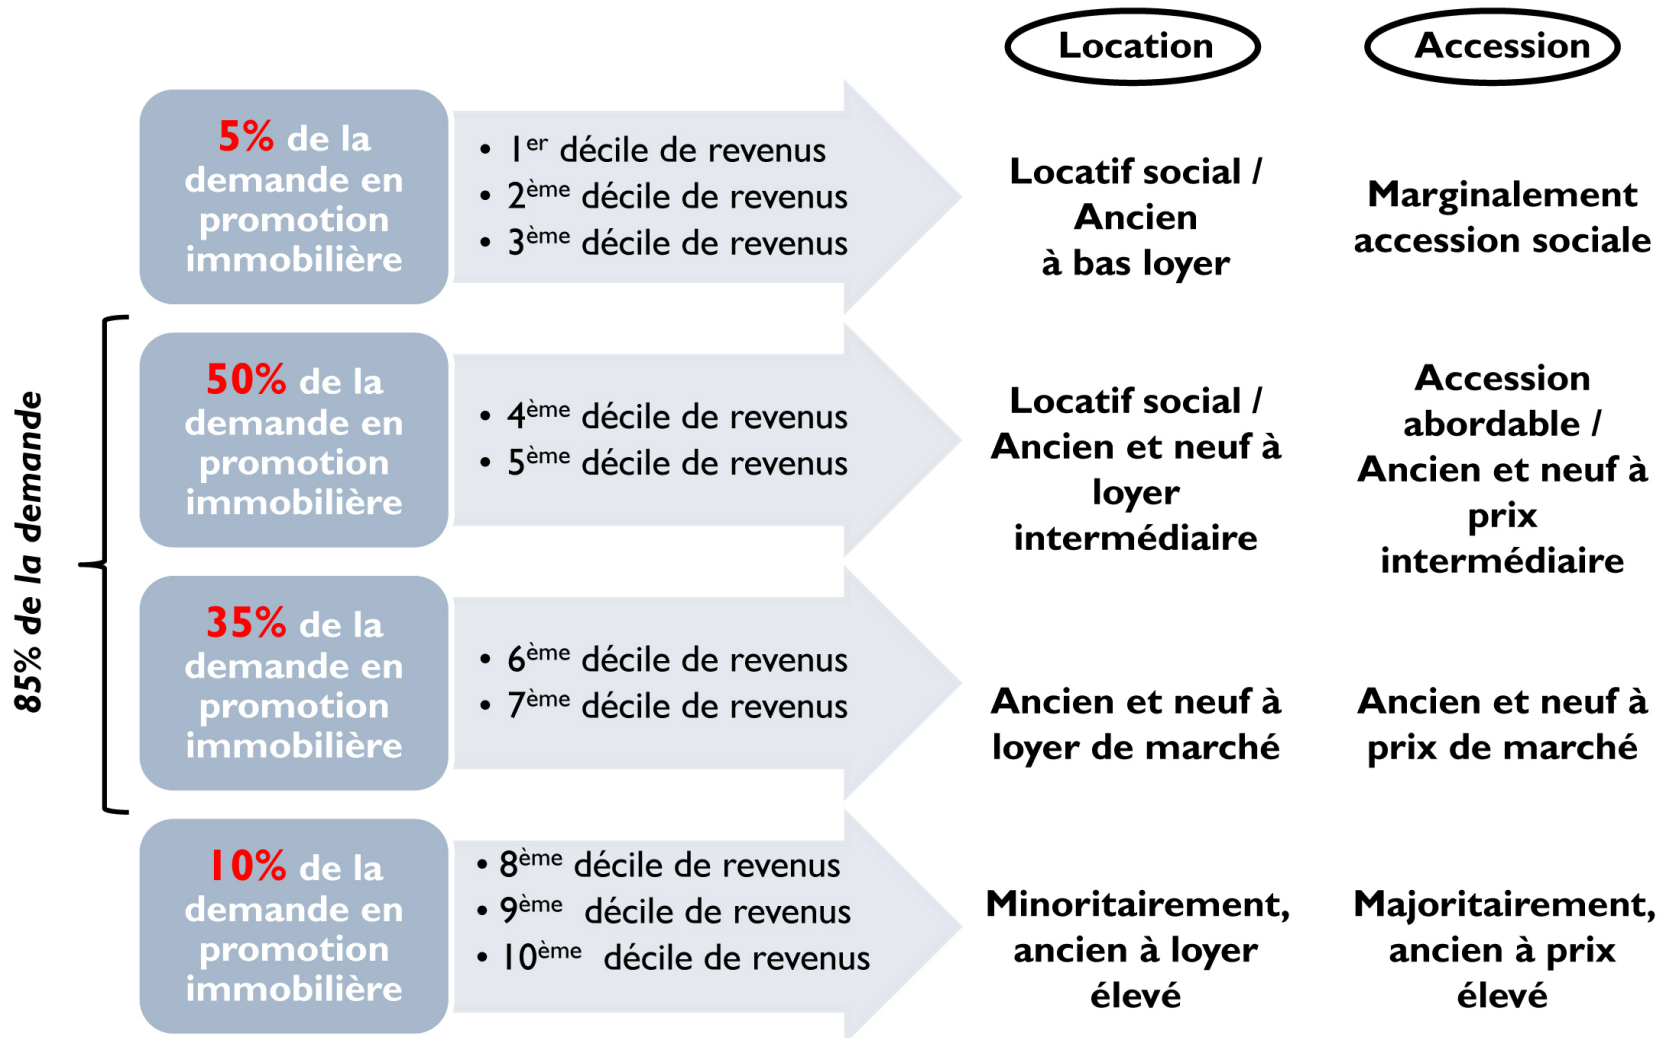 Location
Accession
5% de la
demande en
promotion
immobilière
• 1er décile de revenus
• 2ème décile de revenus
• 3ème décile de revenus
Locatif social /
Ancien
à bas loyer
Marginalement
accession sociale
85% de la demande
50% de la
demande en
promotion
immobilière
• 4ème décile de revenus
• 5ème décile de revenus
Locatif social /
Ancien et neuf à
loyer
intermédiaire
Accession
abordable /
Ancien et neuf à
prix
intermédiaire
35% de la
demande en
promotion
immobilière
• 6ème décile de revenus
• 7ème décile de revenus
Ancien et neuf à
loyer de marché
Ancien et neuf à
prix de marché
10% de la
demande en
promotion
immobilière
• 8ème décile de revenus
• 9ème décile de revenus
• 10ème décile de revenus
Minoritairement,
ancien à loyer
élevé
Majoritairement,
ancien à prix
élevé